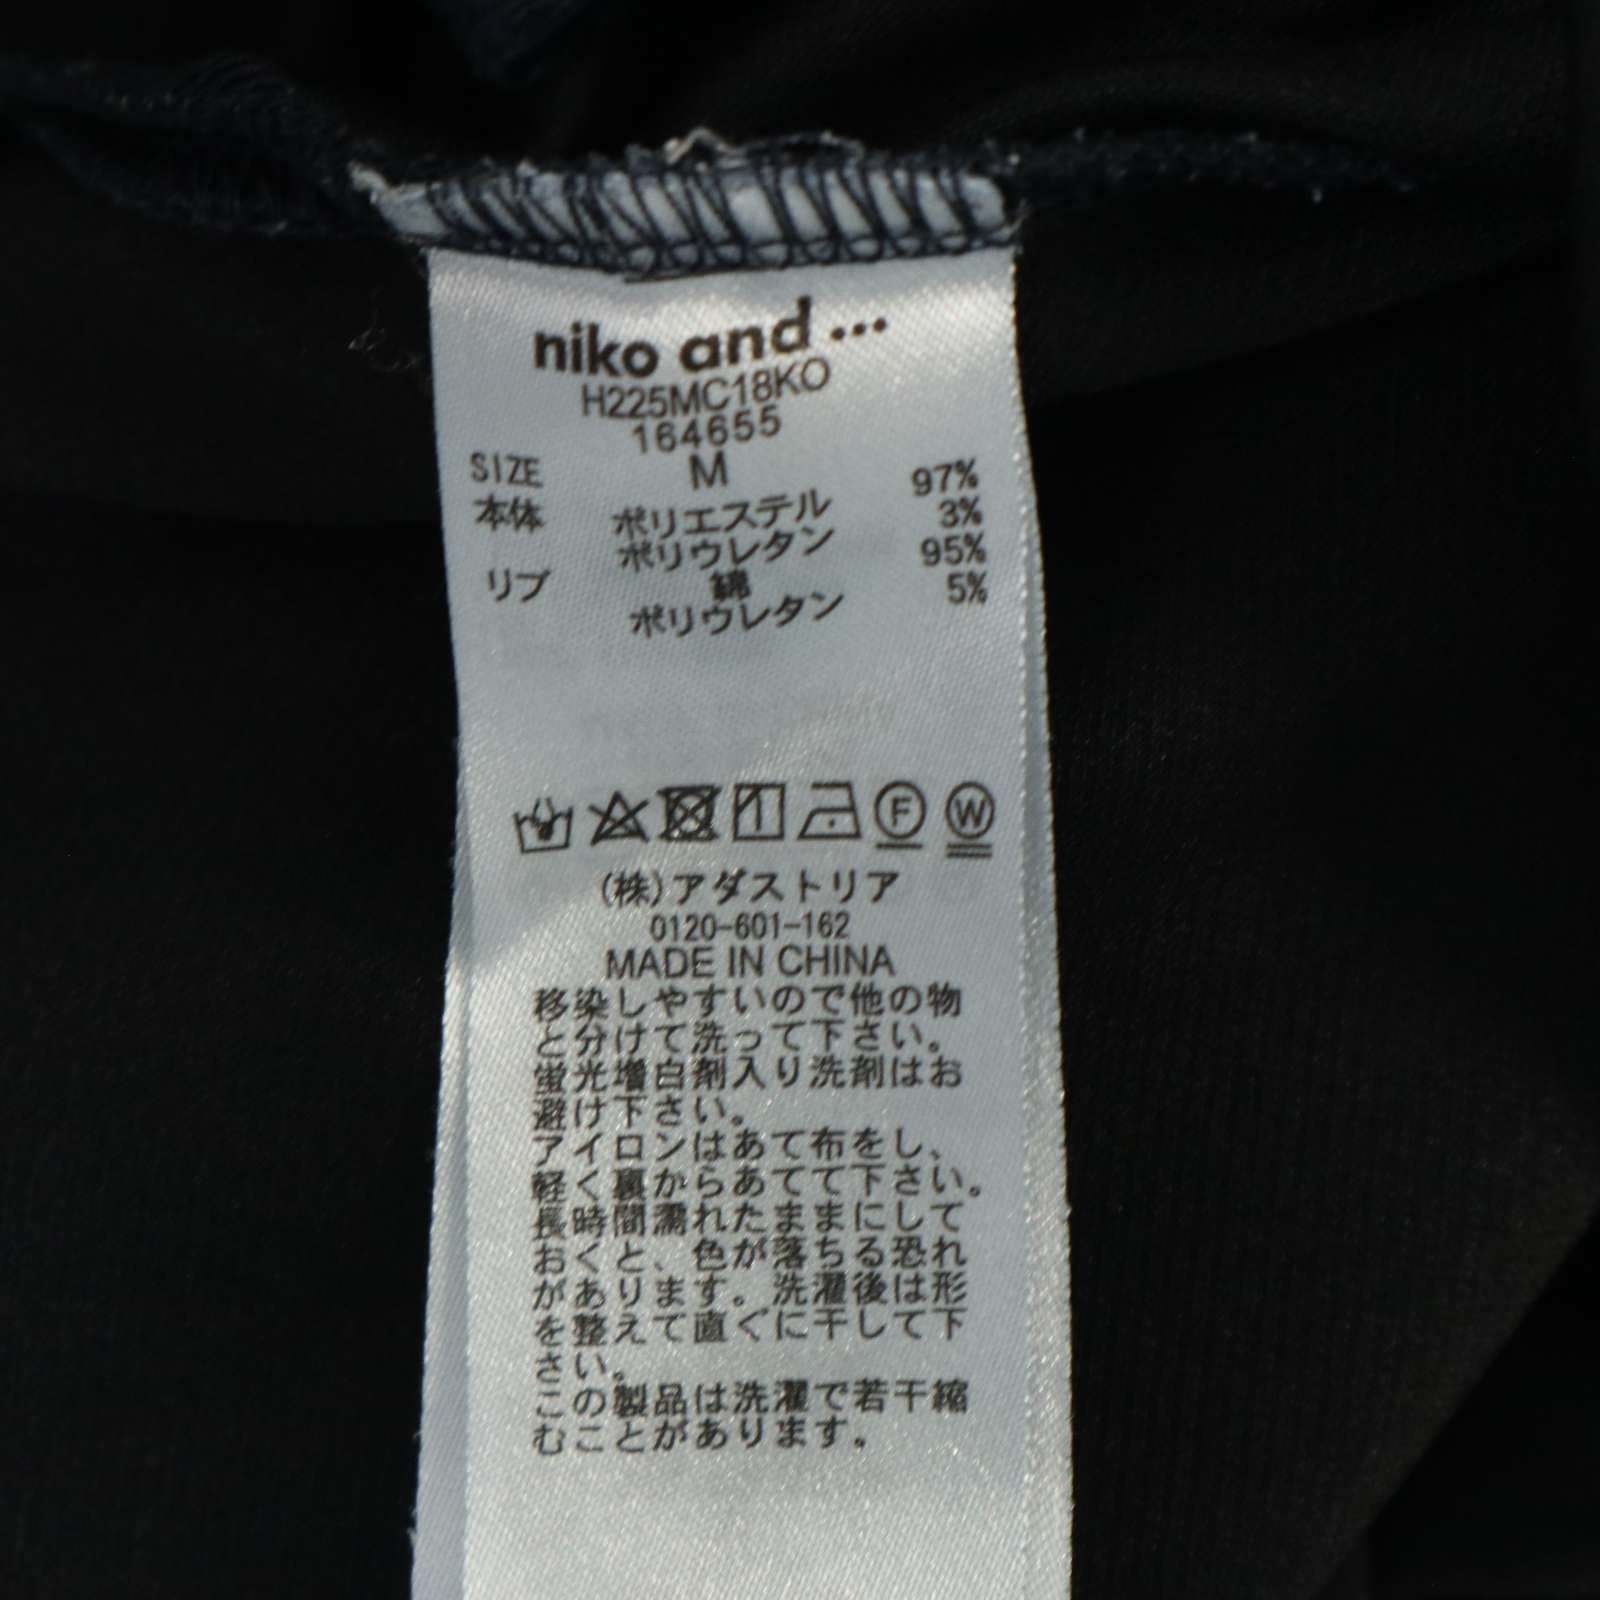 niko and ...
H225MC18KO
164655
SIZE M
本体 ポリエステル 97%
ポリウレタン 3%
リブ 綿 95%
ポリウレタン 5%
F W
(株)アダストリア
0120-601-162
MADE IN CHINA
移染しやすいので他の物
と分けて洗って下さい。
蛍光増白剤入り洗剤はお
避け下さい。
アイロンはあて布をし、
軽く裏からあてて下さい。
長時間濡れたままにして
おくと、色が落ちる恐れ
があります。洗濯後は形
を整えて直ぐに干して下
さい。
この製品は洗濯で若干縮
むことがあります。